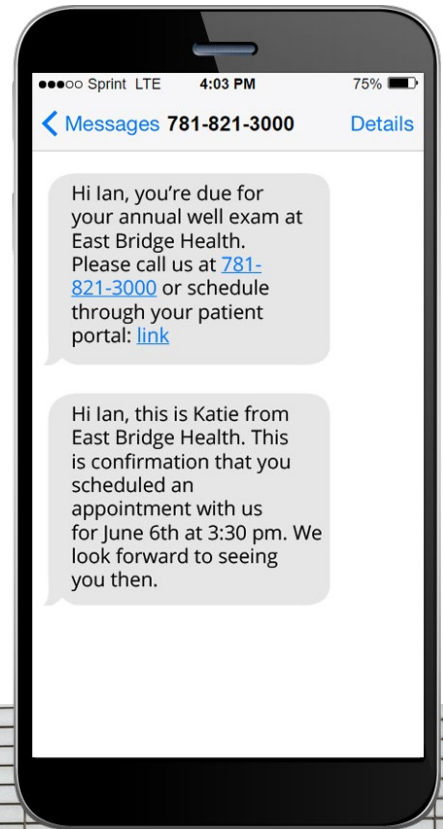 ●●●○○ Sprint LTE 4:03 PM 75%
Messages 781-821-3000 Details
Hi Ian, you’re due for
your annual well exam at
East Bridge Health.
Please call us at 781-
821-3000 or schedule
through your patient
portal: link
Hi Ian, this is Katie from
East Bridge Health. This
is confirmation that you
scheduled an
appointment with us
for June 6th at 3:30 pm. We
look forward to seeing
you then.